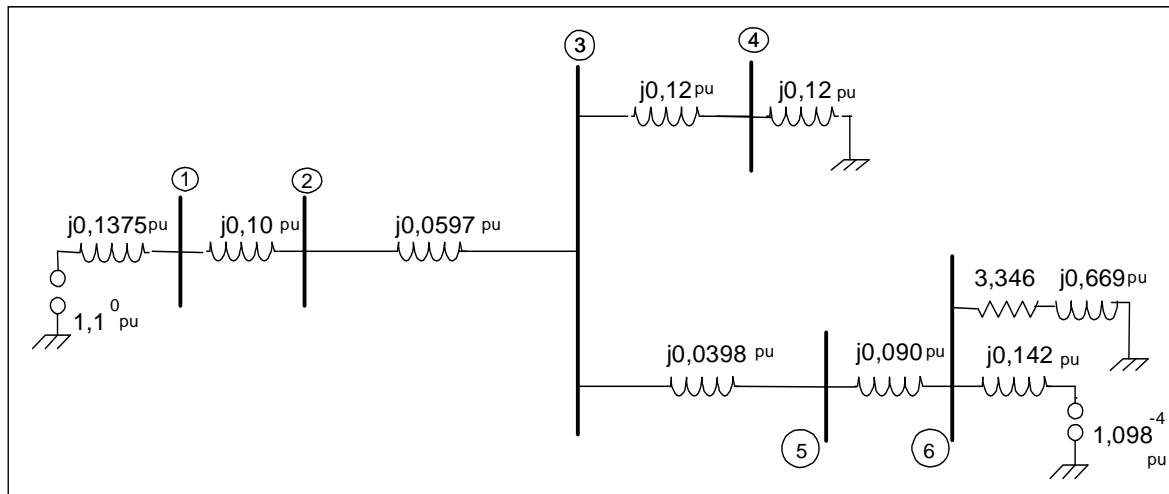 3
4
j0,12 pu
j0,12 pu
1
2
j0,1375pu
j0,10 pu
j0,0597 pu
1,1 0 pu
3,346
j0,669pu
j0,0398 pu
j0,090pu
j0,142 pu
5
6
1,098 -4
pu